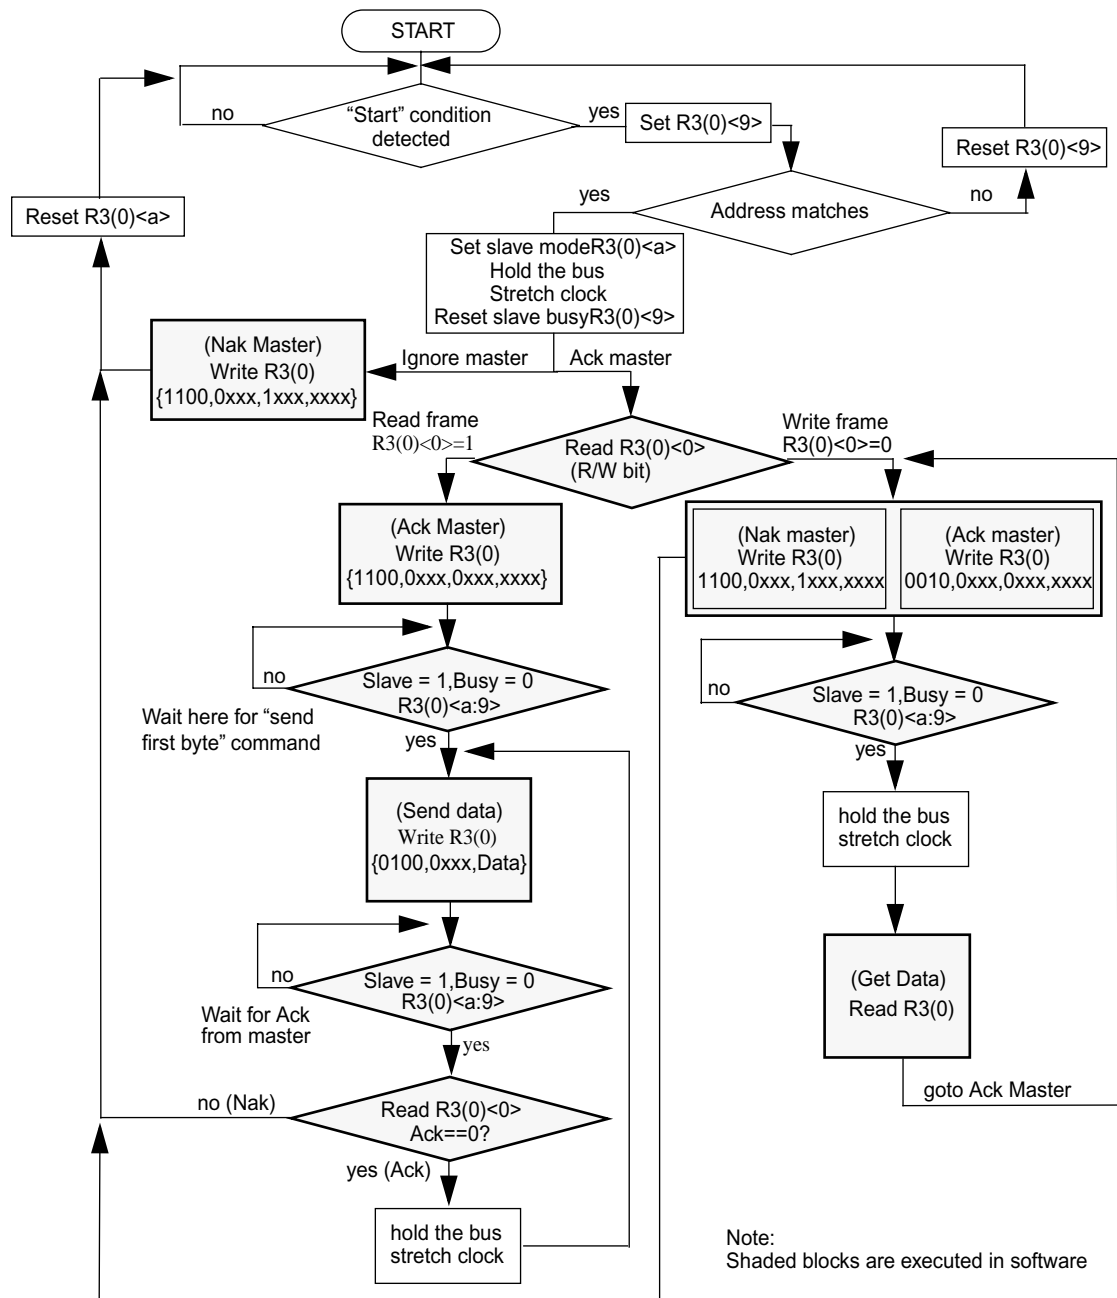 START
no
“Start” condition
detected
yes
Set R3(0)<9>
Reset R3(0)<9>
Reset R3(0)<a>
yes
Address matches
no
Set slave modeR3(0)<a>
Hold the bus
Stretch clock
Reset slave busyR3(0)<9>
(Nak Master)
Write R3(0)
{1100,0xxx,1xxx,xxxx}
Ignore master
Ack master
Read frame
R3(0)<0>=1
Read R3(0)<0>
(R/W bit)
Write frame
R3(0)<0>=0
(Ack Master)
Write R3(0)
{1100,0xxx,0xxx,xxxx}
(Nak master)
Write R3(0)
1100,0xxx,1xxx,xxxx
(Ack master)
Write R3(0)
0010,0xxx,0xxx,xxxx
no
Slave = 1,Busy = 0
R3(0)<a:9>
Wait here for “send
first byte” command
yes
no
Slave = 1,Busy = 0
R3(0)<a:9>
yes
(Send data)
Write R3(0)
{0100,0xxx,Data}
hold the bus
stretch clock
no
Slave = 1,Busy = 0
R3(0)<a:9>
Wait for Ack
from master
yes
(Get Data)
Read R3(0)
goto Ack Master
no (Nak)
Read R3(0)<0>
Ack==0?
yes (Ack)
hold the bus
stretch clock
Note:
Shaded blocks are executed in software